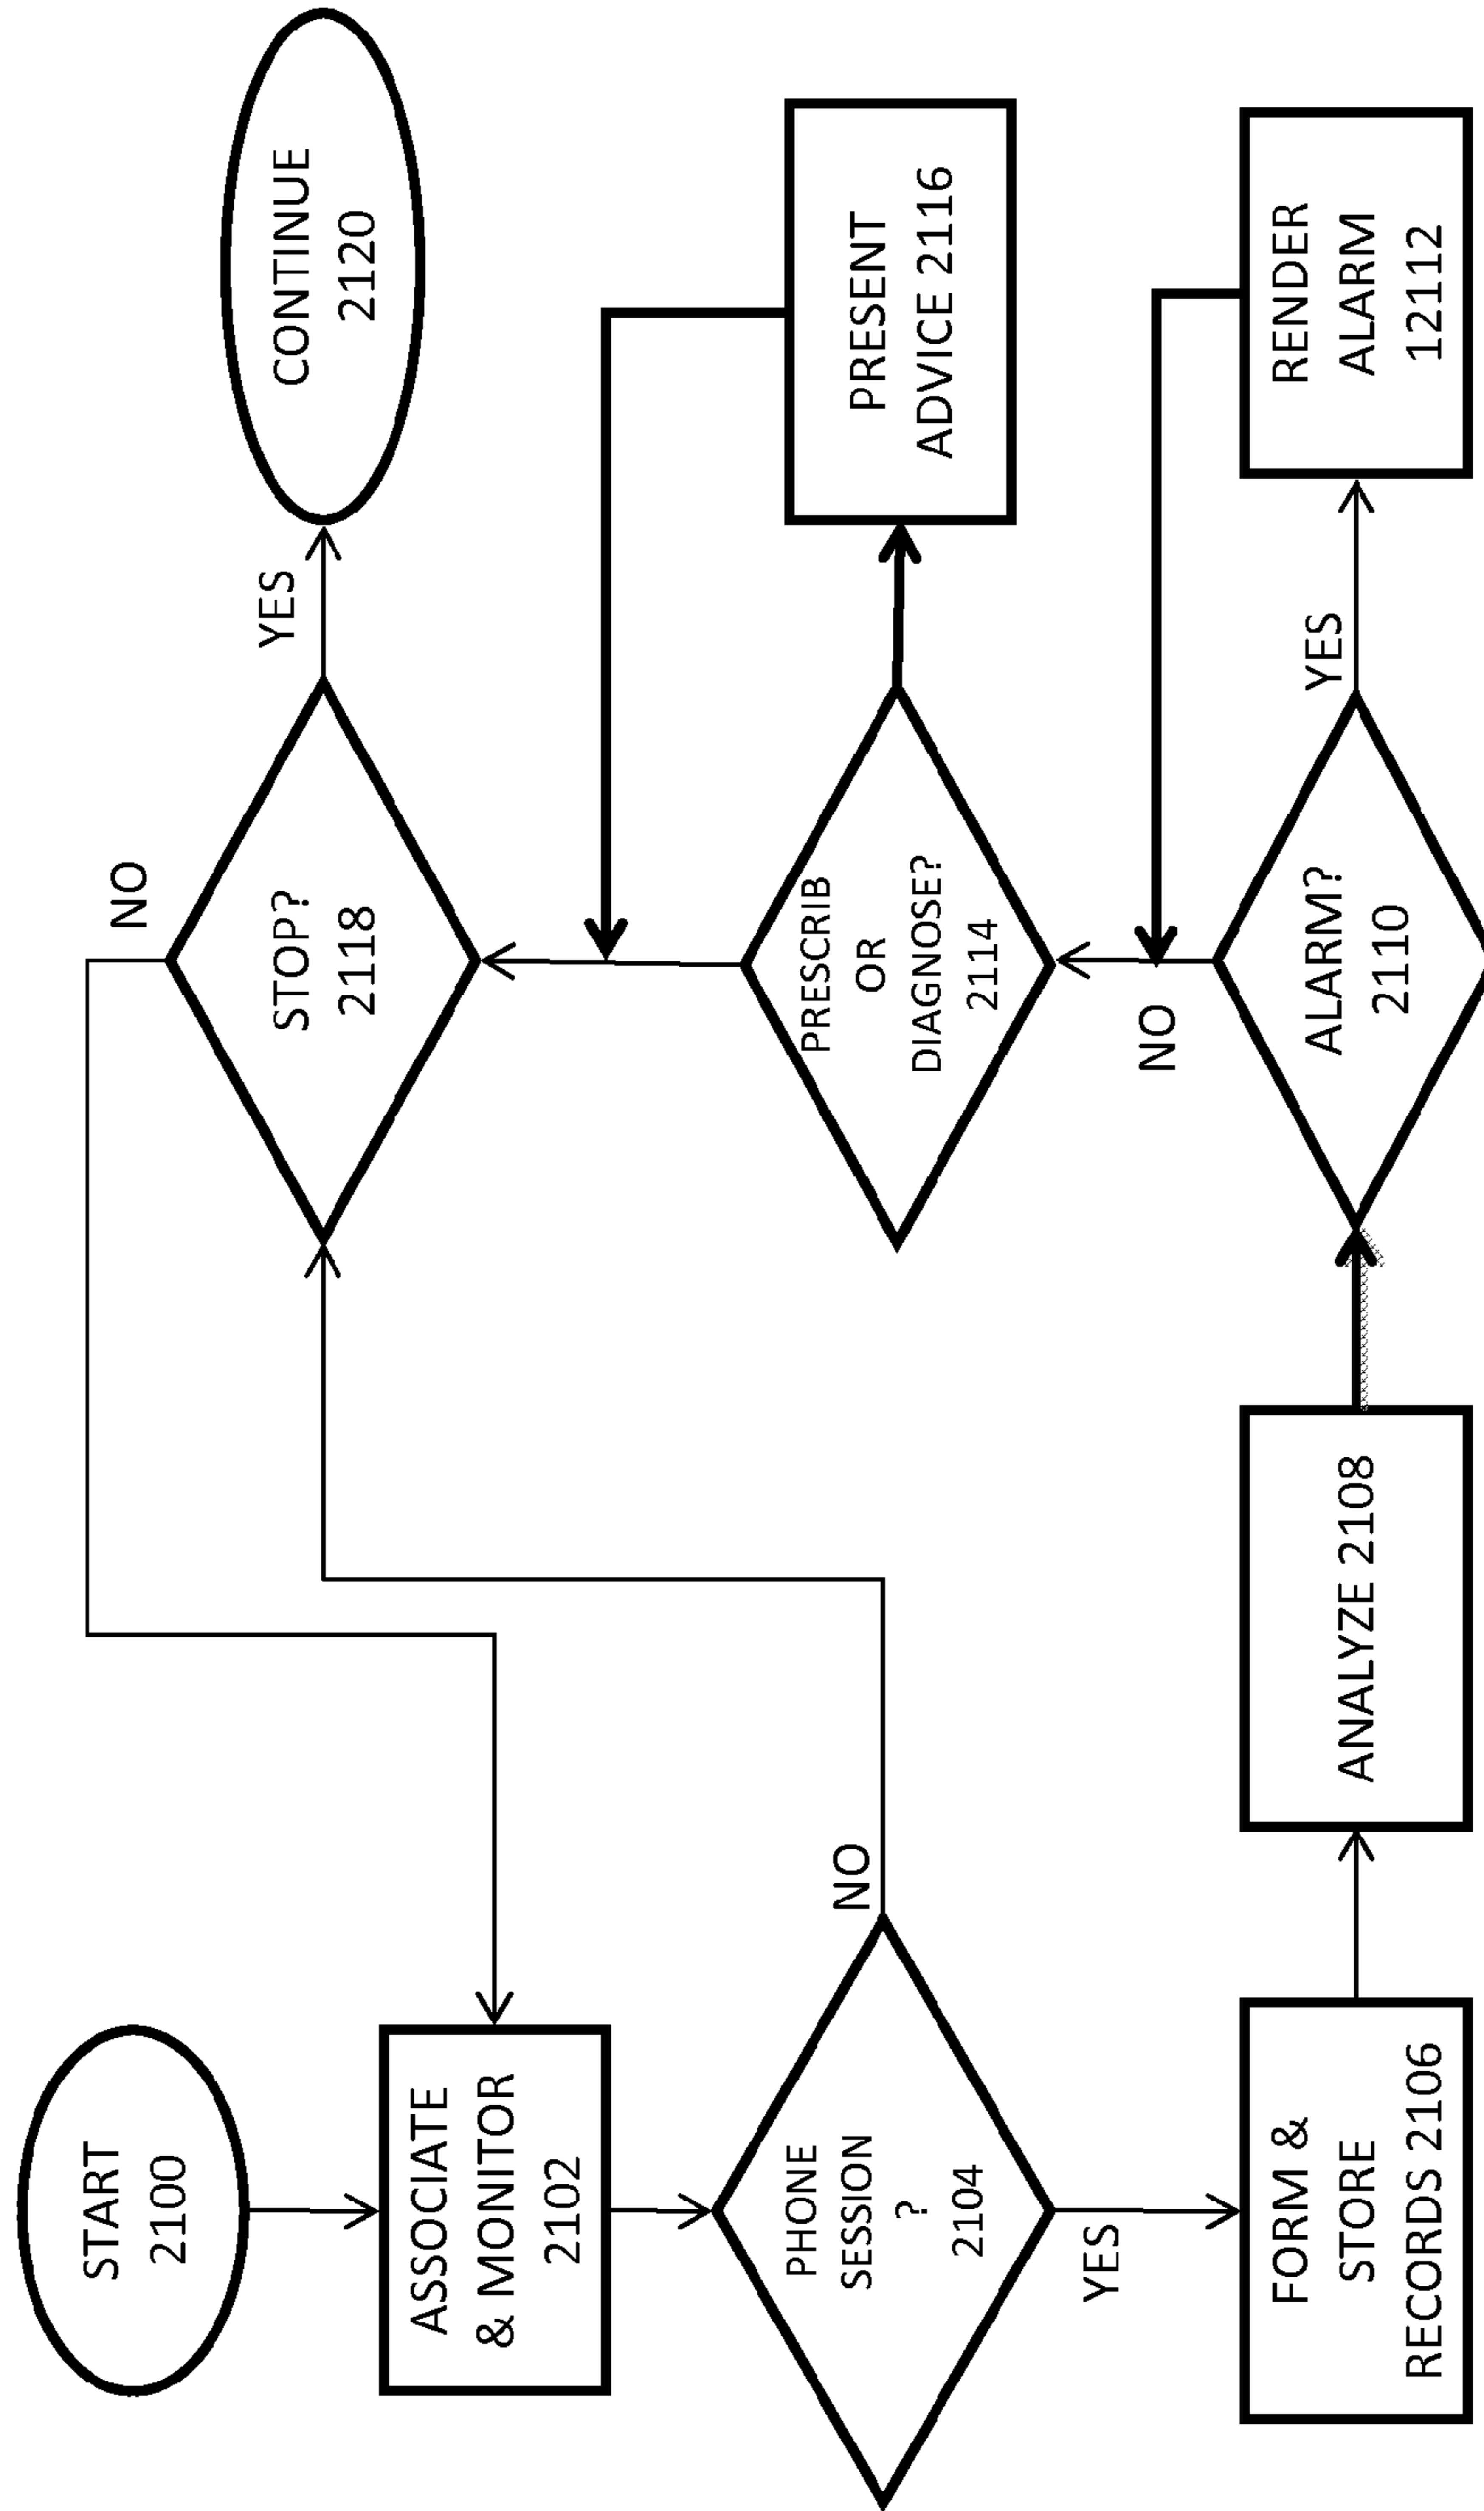 START
2100
ASSOCIATE
& MONITOR
2102
PHONE
SESSION
?
2104
NO
YES
FORM &
STORE
RECORDS 2106
ANALYZE 2108
ALARM?
2110
YES
NO
RENDER
ALARM
12112
PRESCRIB
OR
DIAGNOSE?
2114
PRESENT
ADVICE 2116
STOP?
2118
NO
YES
CONTINUE
2120